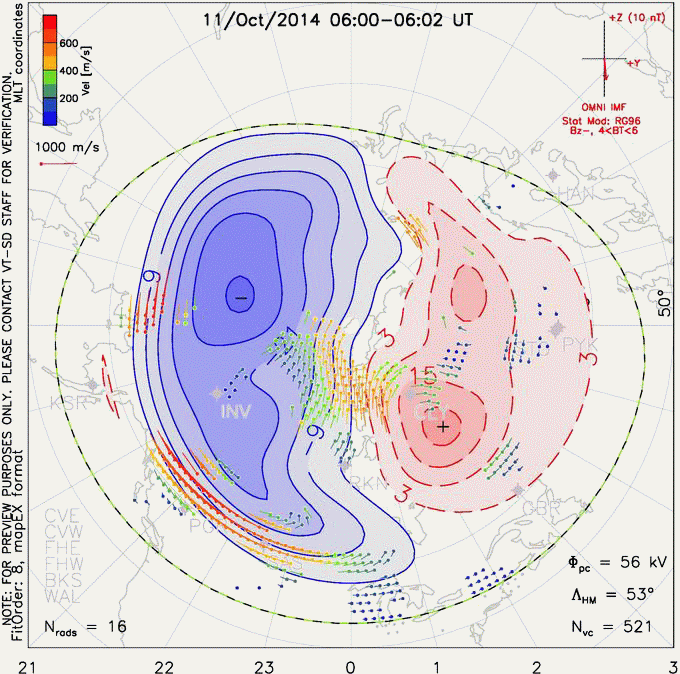 11/Oct/2014 06:00-06:02 UT
MLT coordinates
NOTE: FOR PREVIEW PURPOSES ONLY. PLEASE CONTACT VT-SD STAFF FOR VERIFICATION.
FitOrder: 8, mapEX format
600
400
200
Vel [m/s]
1000 m/s
+Z (10 nT)
+Y
OMNI IMF
Stat Mod: RG96
Bz-, 4<BT<6
HAN
50°
PYK
3
3
-9
15
KSR
INV
CLY
+
-9
RKN
3
GBR
CVE
CVW
FHE
FHW
BKS
WAL
Nrads = 16
Φpc = 56 kV
ΛHM = 53°
Nvc = 521
21
22
23
0
1
2
3